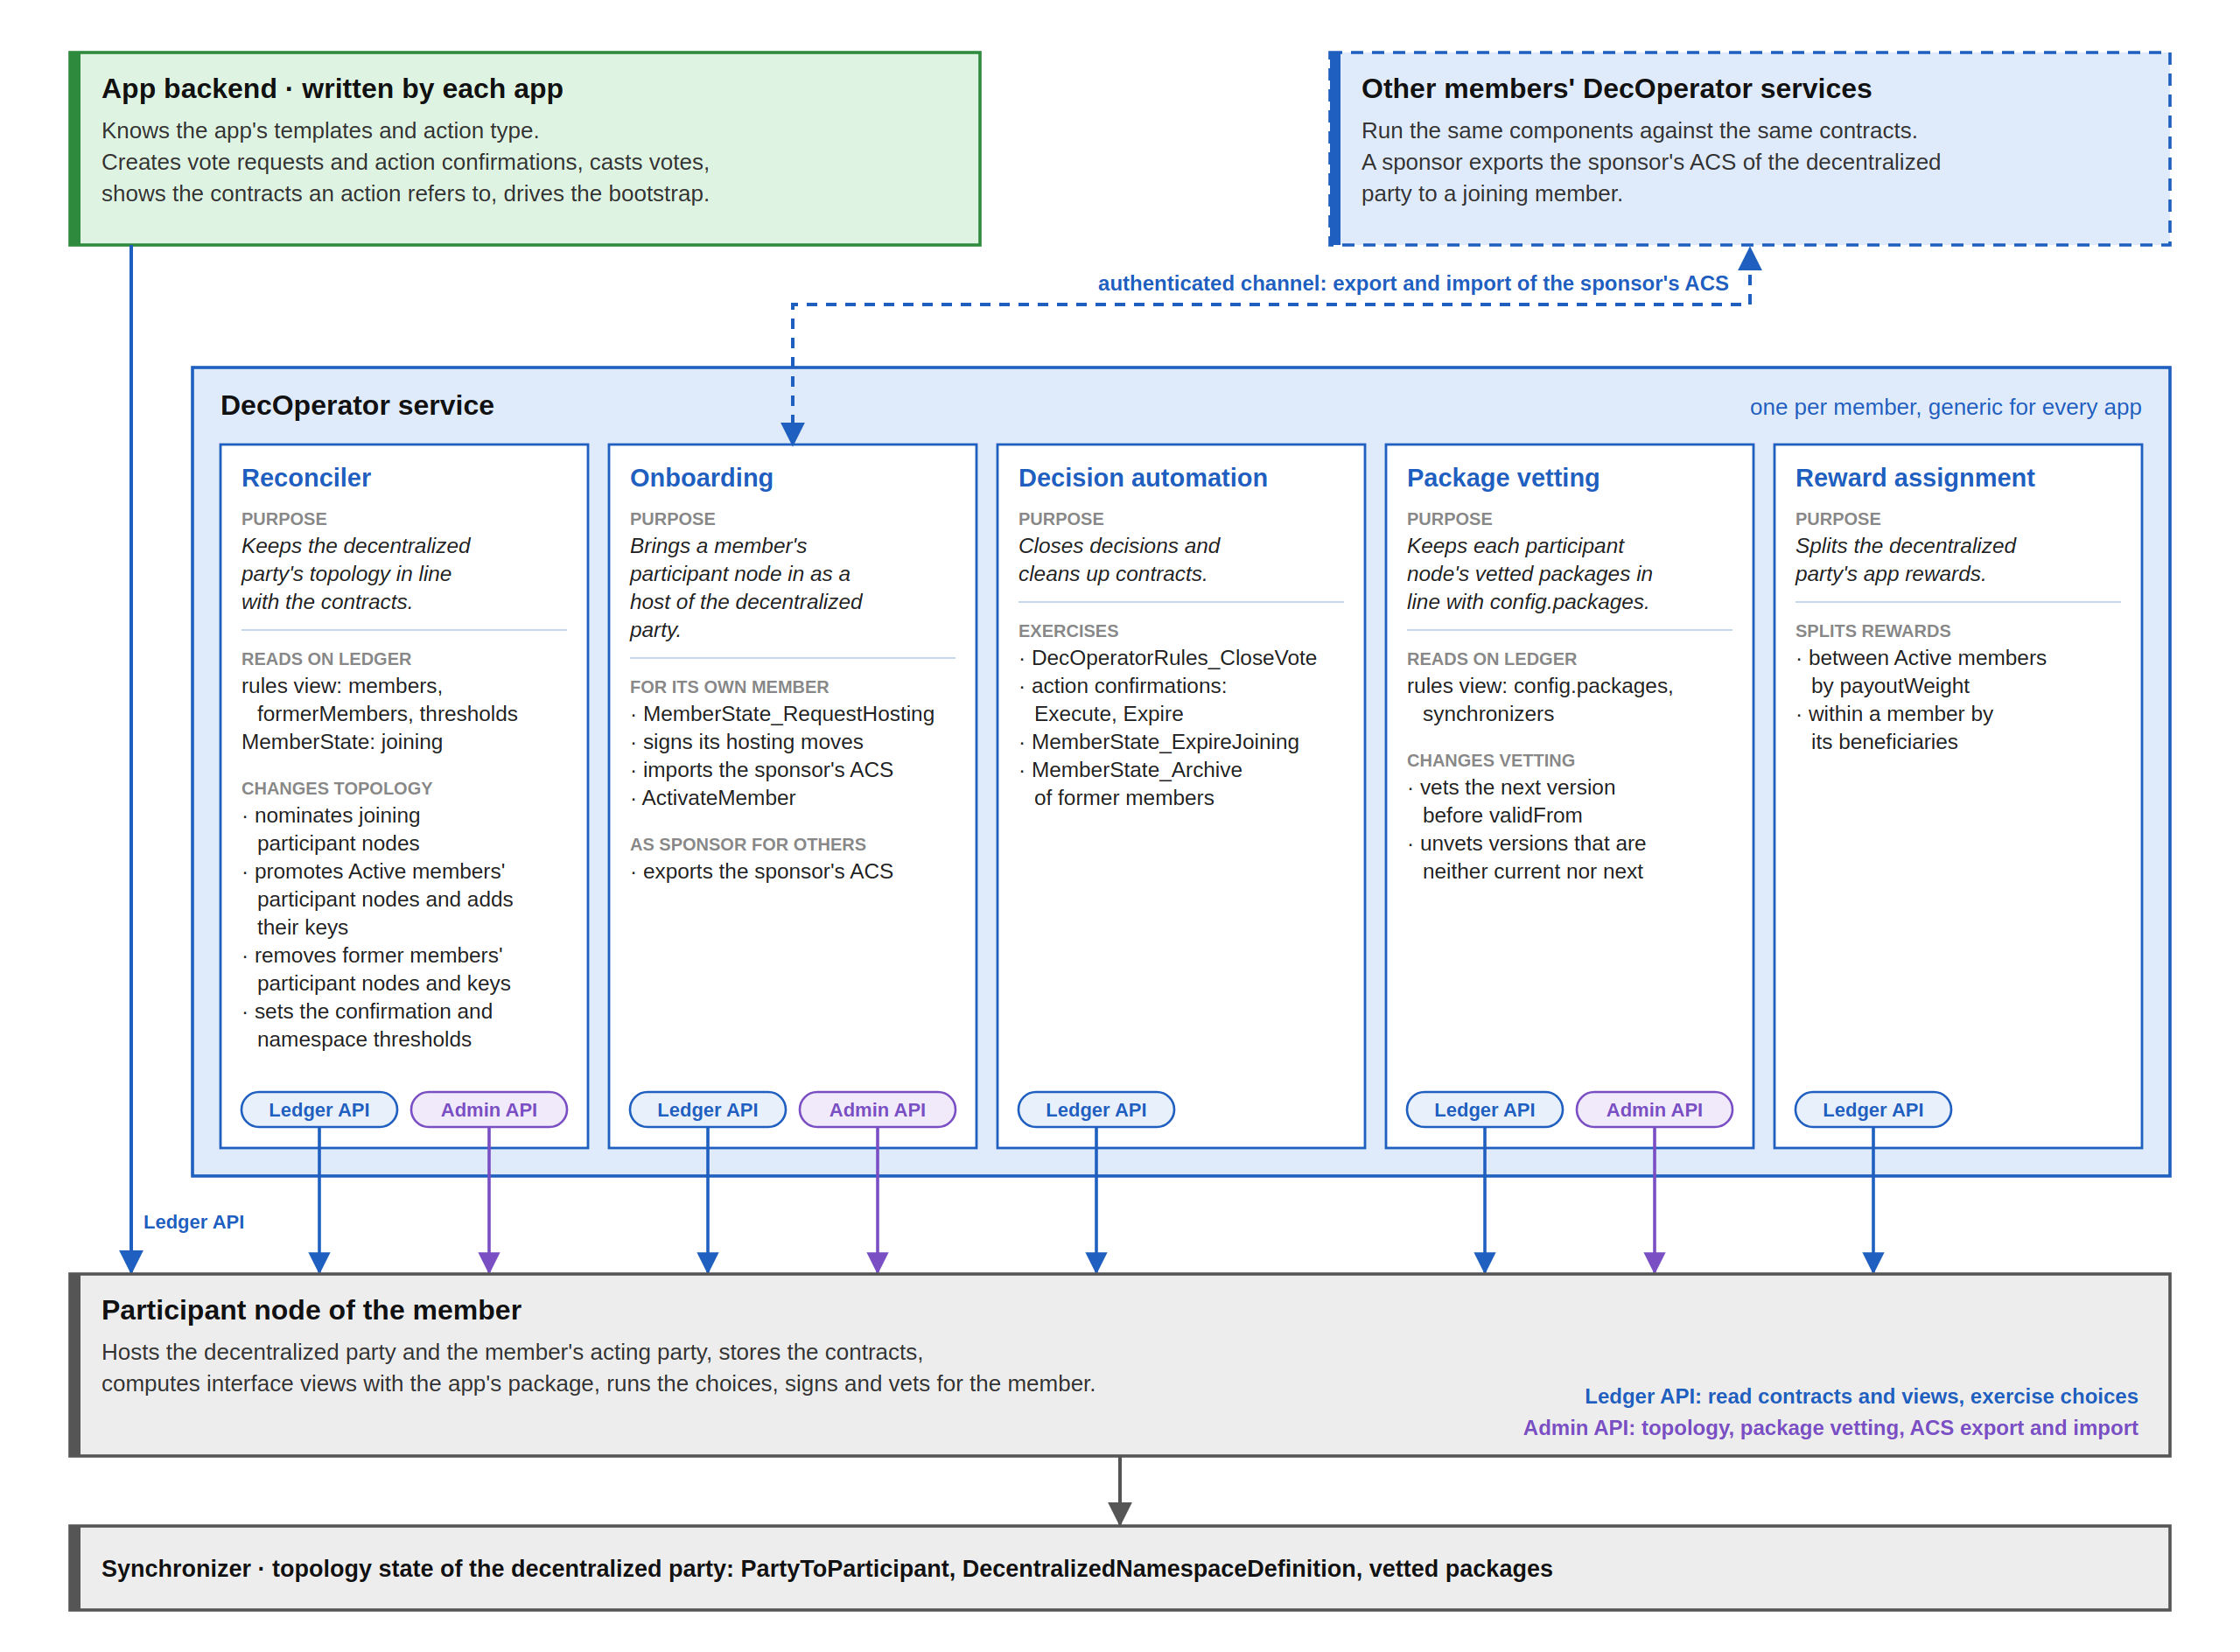 App backend · written by each app
Knows the app's templates and action type.
Creates vote requests and action confirmations, casts votes,
shows the contracts an action refers to, drives the bootstrap.
Other members' DecOperator services
Run the same components against the same contracts.
A sponsor exports the sponsor's ACS of the decentralized
party to a joining member.
authenticated channel: export and import of the sponsor's ACS
DecOperator service
one per member, generic for every app
Reconciler
PURPOSE
Keeps the decentralized
party's topology in line
with the contracts.
READS ON LEDGER
rules view: members,
formerMembers, thresholds
MemberState: joining
CHANGES TOPOLOGY
· nominates joining
participant nodes
· promotes Active members'
participant nodes and adds
their keys
· removes former members'
participant nodes and keys
· sets the confirmation and
namespace thresholds
Ledger API
Admin API
Onboarding
PURPOSE
Brings a member's
participant node in as a
host of the decentralized
party.
FOR ITS OWN MEMBER
· MemberState_RequestHosting
· signs its hosting moves
· imports the sponsor's ACS
· ActivateMember
AS SPONSOR FOR OTHERS
· exports the sponsor's ACS
Ledger API
Admin API
Decision automation
PURPOSE
Closes decisions and
cleans up contracts.
EXERCISES
· DecOperatorRules_CloseVote
· action confirmations:
Execute, Expire
· MemberState_ExpireJoining
· MemberState_Archive
of former members
Ledger API
Package vetting
PURPOSE
Keeps each participant
node's vetted packages in
line with config.packages.
READS ON LEDGER
rules view: config.packages,
synchronizers
CHANGES VETTING
· vets the next version
before validFrom
· unvets versions that are
neither current nor next
Ledger API
Admin API
Reward assignment
PURPOSE
Splits the decentralized
party's app rewards.
SPLITS REWARDS
· between Active members
by payoutWeight
· within a member by
its beneficiaries
Ledger API
Ledger API
Participant node of the member
Hosts the decentralized party and the member's acting party, stores the contracts,
computes interface views with the app's package, runs the choices, signs and vets for the member.
Ledger API: read contracts and views, exercise choices
Admin API: topology, package vetting, ACS export and import
Synchronizer · topology state of the decentralized party: PartyToParticipant, DecentralizedNamespaceDefinition, vetted packages